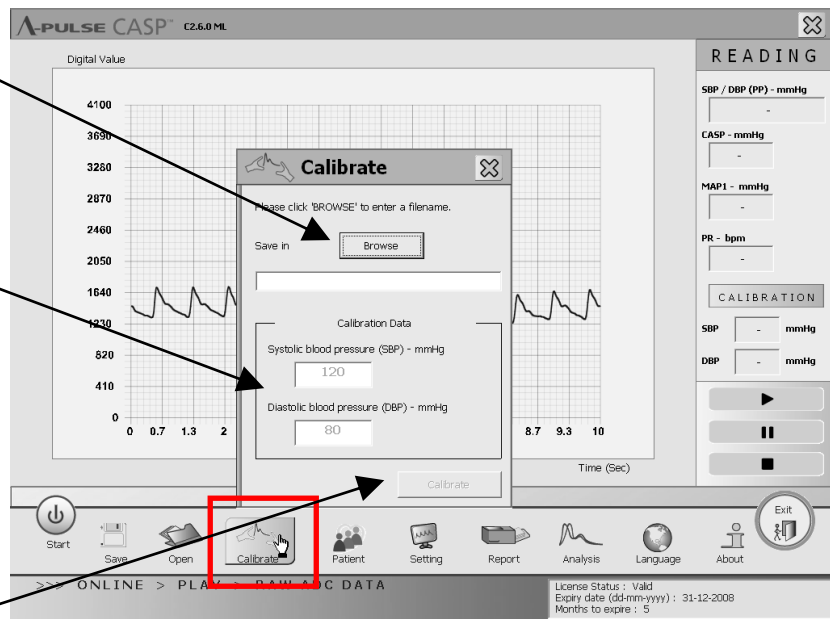 A-PULSE CASP™ C2.6.0 ML
Digital Value
4100
3690
3280
2870
2460
2050
1640
1230
820
410
0
0 0.7 1.3 2 8.7 9.3 10
Time (Sec)
Calibrate
Please click 'BROWSE' to enter a filename.
Save in Browse
Calibration Data
Systolic blood pressure (SBP) - mmHg
120
Diastolic blood pressure (DBP) - mmHg
80
Calibrate
READING
SBP / DBP (PP) - mmHg
-
CASP - mmHg
-
MAP1 - mmHg
-
PR - bpm
-
CALIBRATION
SBP - mmHg
DBP - mmHg
Start Save Open Calibrate Patient Setting Report Analysis Language About Exit
>>> ONLINE > PLAY > RAW ADC DATA
License Status : Valid
Expiry date (dd-mm-yyyy) : 31-12-2008
Months to expire : 5